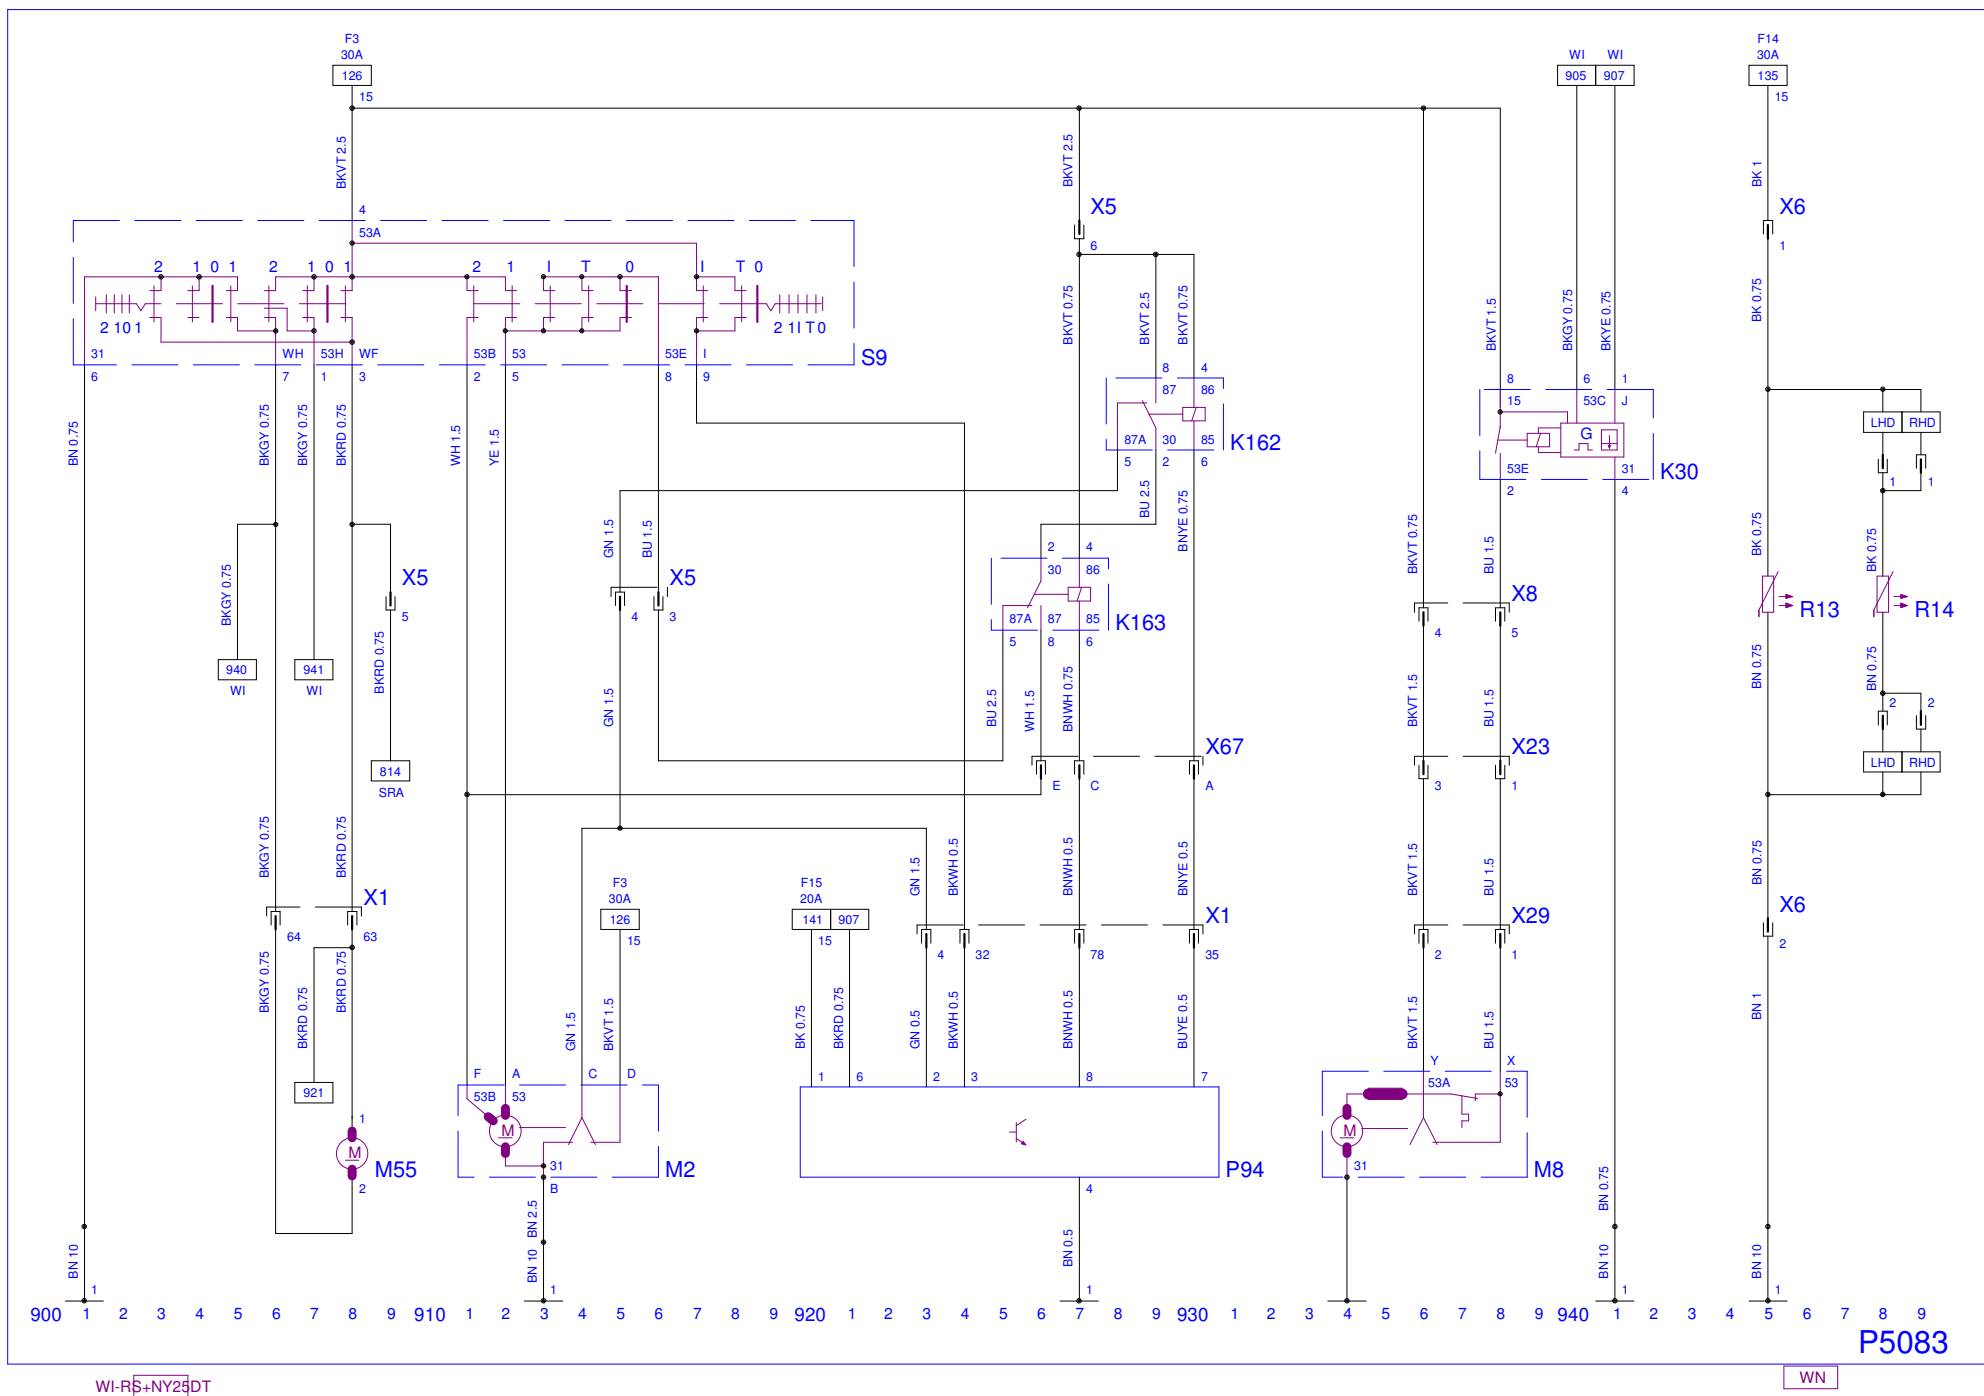 F3
30A
126
15
F14
30A
135
15
WI WI
905 907
BKVT 2.5
BKVT 2.5
BK 1
4
53A
X5
6
X6
1
2 1 0 1 2 1 0 1 2 1 I T 0 I T 0
2 1 0 1
2 1 I T 0
31 WH 53H WF 53B 53 53E I
S9
6 7 1 3 2 5 8 9
BKVT 0.75
BKVT 2.5
BKVT 0.75
BKVT 1.5
BKGY 0.75
BKYE 0.75
BK 0.75
8 4
87 86
87A 30 85
K162
5 2 6
8 6 1
15 53C J
G
53E 31
K30
2 4
LHD RHD
1 1
BN 0.75
BKGY 0.75
BKGY 0.75
BKRD 0.75
WH 1.5
YE 1.5
GN 1.5
BU 1.5
BU 2.5
BNYE 0.75
BKVT 0.75
BU 1.5
BK 0.75
BK 0.75
2 4
30 86
87A 87 85
K163
5 8 6
BKGY 0.75
X5
5
X5
4 3
X8
4 5
R13
R14
940
WI
941
WI
BKRD 0.75
814
SRA
GN 1.5
BU 2.5
WH 1.5
BNWH 0.75
BKVT 1.5
BU 1.5
BN 0.75
BN 0.75
2 2
LHD RHD
X67
E C A
X23
3 1
BKGY 0.75
BKRD 0.75
X1
64 63
F3
30A
126
15
F15
20A
141 907
15
GN 1.5
BKWH 0.5
BNWH 0.5
BNYE 0.5
X1
4 32 78 35
BKVT 1.5
BU 1.5
X29
2 1
BN 0.75
X6
2
BKGY 0.75
BKRD 0.75
BKRD 0.75
921
GN 1.5
BKVT 1.5
BK 0.75
BKRD 0.75
GN 0.5
BKWH 0.5
BNWH 0.5
BUYE 0.5
BKVT 1.5
BU 1.5
BN 1
1
M
M55
2
F A C D
53B 53
M
31
M2
B
1 6 2 3 8 7
P94
4
Y X
53A 53
M
31
M8
BN 10
1
BN 2.5
BN 10
1
BN 0.5
1
BN 0.75
BN 10
1
BN 10
1
900 1 2 3 4 5 6 7 8 9 910 1 2 3 4 5 6 7 8 9 920 1 2 3 4 5 6 7 8 9 930 1 2 3 4 5 6 7 8 9 940 1 2 3 4 5 6 7 8 9
P5083
WI-RS+NY25DT
WN